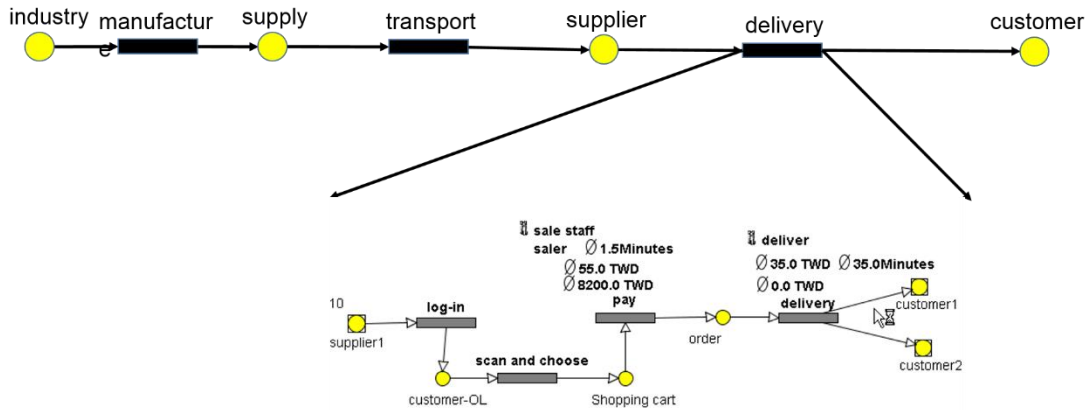 industry
manufacture
supply
transport
supplier
delivery
customer
sale staff
saler
Ø 1.5Minutes
Ø 55.0 TWD
Ø 8200.0 TWD
pay
deliver
Ø 35.0 TWD Ø 35.0Minutes
Ø 0.0 TWD
delivery
10
supplier1
log-in
customer-OL
scan and choose
Shopping cart
order
customer1
customer2